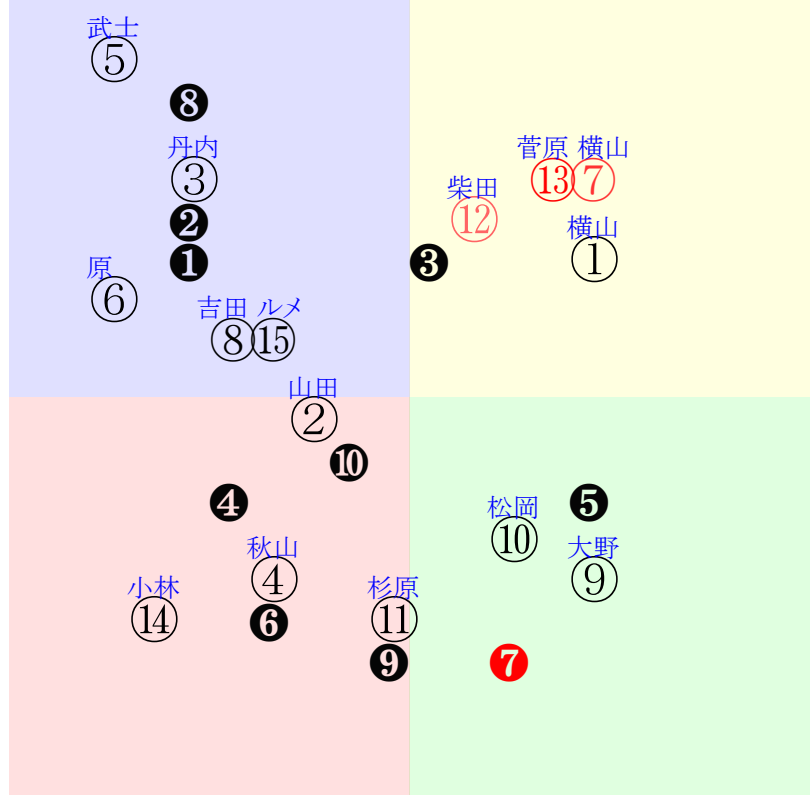 武士
⑤
❽
丹内
③
菅原 横山
⑬⑦
柴田
⑫
❷
横山
①
❶
❸
原
⑥
吉田 ルメ
⑧⑮
山田
②
❿
❹
❺
松岡
⑩
秋山
④
大野
⑨
小林
⑭
杉原
⑪
❻
❾
❼